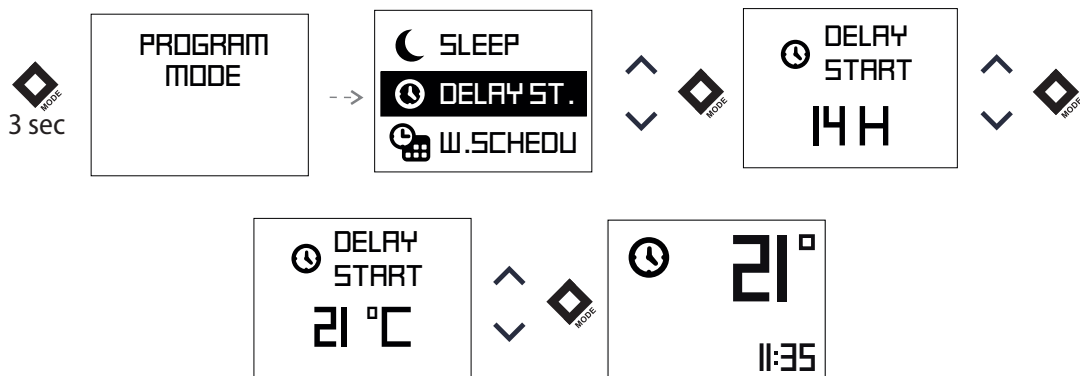 MODE
3 sec
PROGRAM
MODE
SLEEP
DELAY ST.
W.SCHEDU
MODE
DELAY
START
14 H
MODE
DELAY
START
21 °C
MODE
21°
11:35